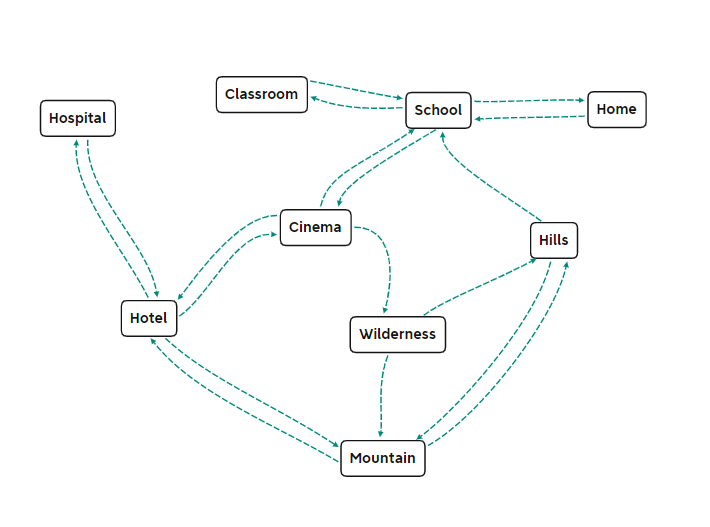 Classroom
School
Home
Hospital
Cinema
Hills
Hotel
Wilderness
Mountain